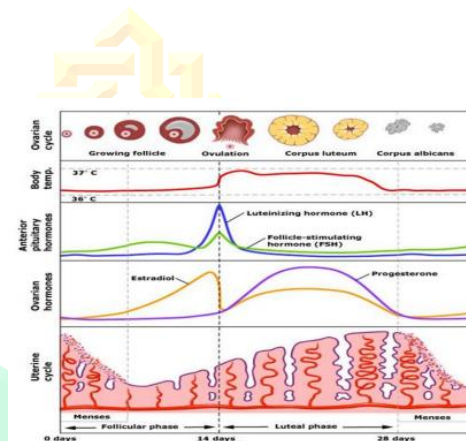 Ovarian cycle
Growing follicle
Ovulation
Corpus luteum
Corpus albicans
Body temp.
37° C
36° C
Anterior pituitary hormones
Luteinizing hormone (LH)
Follicle-stimulating
hormone (FSH)
Ovarian hormones
Estradiol
Progesterone
Uterine cycle
Menses
Menses
Follicular phase
Luteal phase
0 days
14 days
28 days